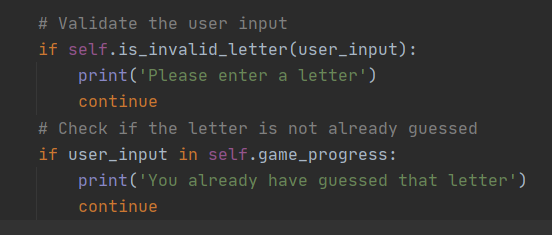 # Validate the user input
if self.is_invalid_letter(user_input):
    print('Please enter a letter')
    continue
# Check if the letter is not already guessed
if user_input in self.game_progress:
    print('You already have guessed that letter')
    continue